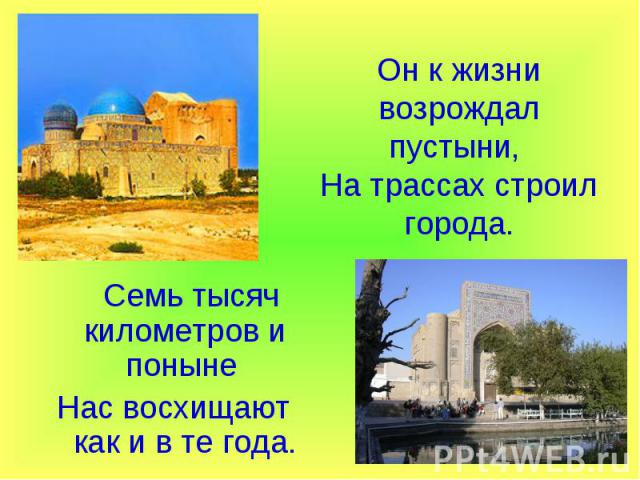 Он к жизни
возрождал
пустыни,
На трассах строил
города.
Семь тысяч
километров и
поныне
Нас восхищают
как и в те года.
PPt4WEB.ru